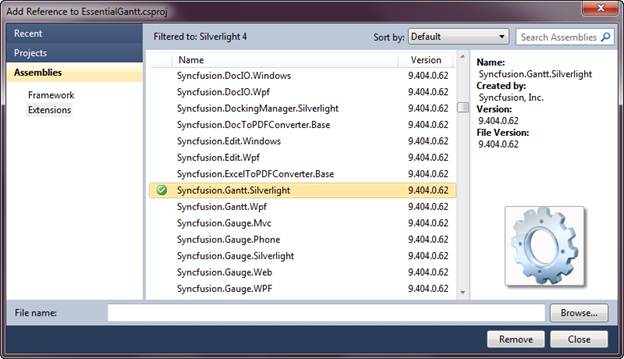 Add Reference to EssentialGantt.csproj
Recent
Projects
Assemblies
Framework
Extensions
Filtered to: Silverlight 4
Sort by: Default
Search Assemblies
Name Version
Syncfusion.DocIO.Windows 9.404.0.62
Syncfusion.DocIO.Wpf 9.404.0.62
Syncfusion.DockingManager.Silverlight 9.404.0.62
Syncfusion.DocToPDFConverter.Base 9.404.0.62
Syncfusion.Edit.Windows 9.404.0.62
Syncfusion.Edit.Wpf 9.404.0.62
Syncfusion.ExcelToPDFConverter.Base 9.404.0.62
Syncfusion.Gantt.Silverlight 9.404.0.62
Syncfusion.Gantt.Wpf 9.404.0.62
Syncfusion.Gauge.Mvc 9.404.0.62
Syncfusion.Gauge.Phone 9.404.0.62
Syncfusion.Gauge.Silverlight 9.404.0.62
Syncfusion.Gauge.Web 9.404.0.62
Syncfusion.Gauge.WPF 9.404.0.62
Name:
Syncfusion.Gantt.Silverlight
Created by:
Syncfusion, Inc.
Version:
9.404.0.62
File Version:
9.404.0.62
File name:
Browse...
Remove
Close